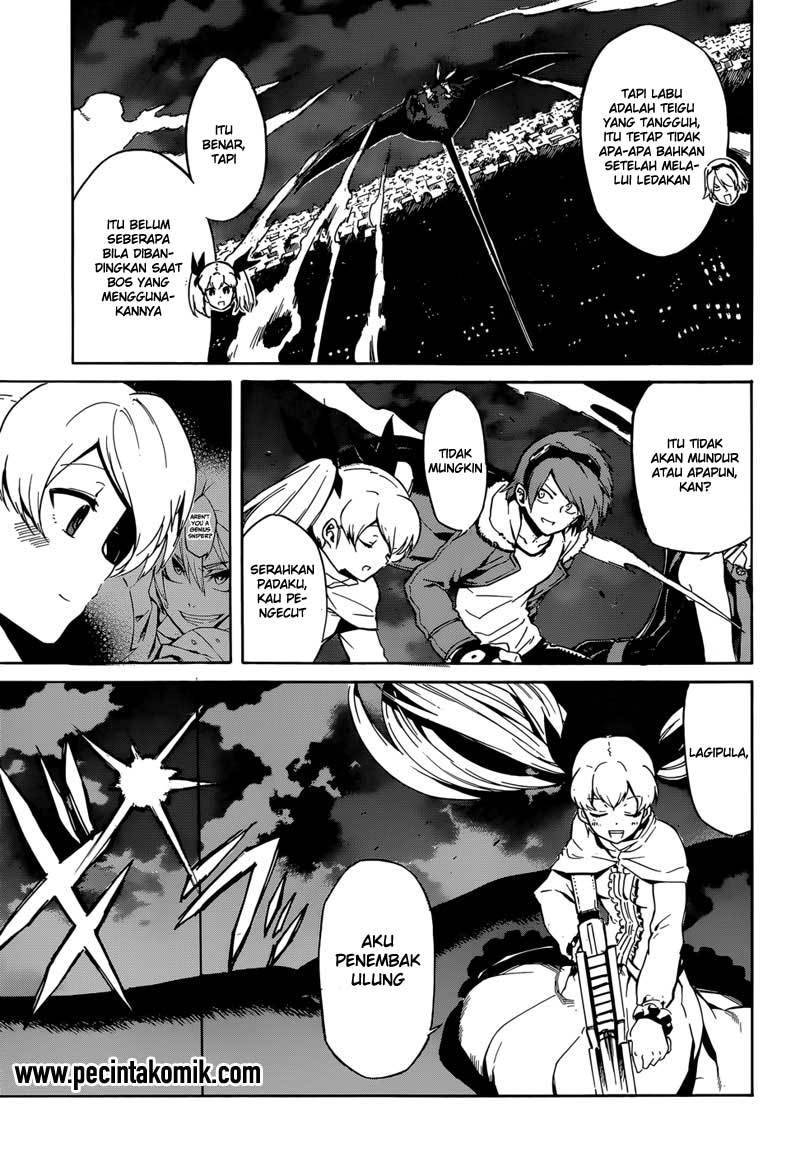 TAPI LABU
ADALAH TEIGU
YANG TANGGUH,
ITU TETAP TIDAK
APA-APA BAHKAN
SETELAH MELA-
LUI LEDAKAN
ITU
BENAR,
TAPI
ITU BELUM
SEBERAPA
BILA DIBAN-
DINGKAN SAAT
BOS YANG
MENGGUNA-
KANNYA
ITU TIDAK
AKAN MUNDUR
ATAU APAPUN,
KAN?
TIDAK
MUNGKIN
SERAHKAN
PADAKU,
KAU PE-
NGECUT
AREN'T
YOU A
GENIUS
SNIPER?
LAGIPULA,
AKU
PENEMBAK
ULUNG
www.pecintakomik.com